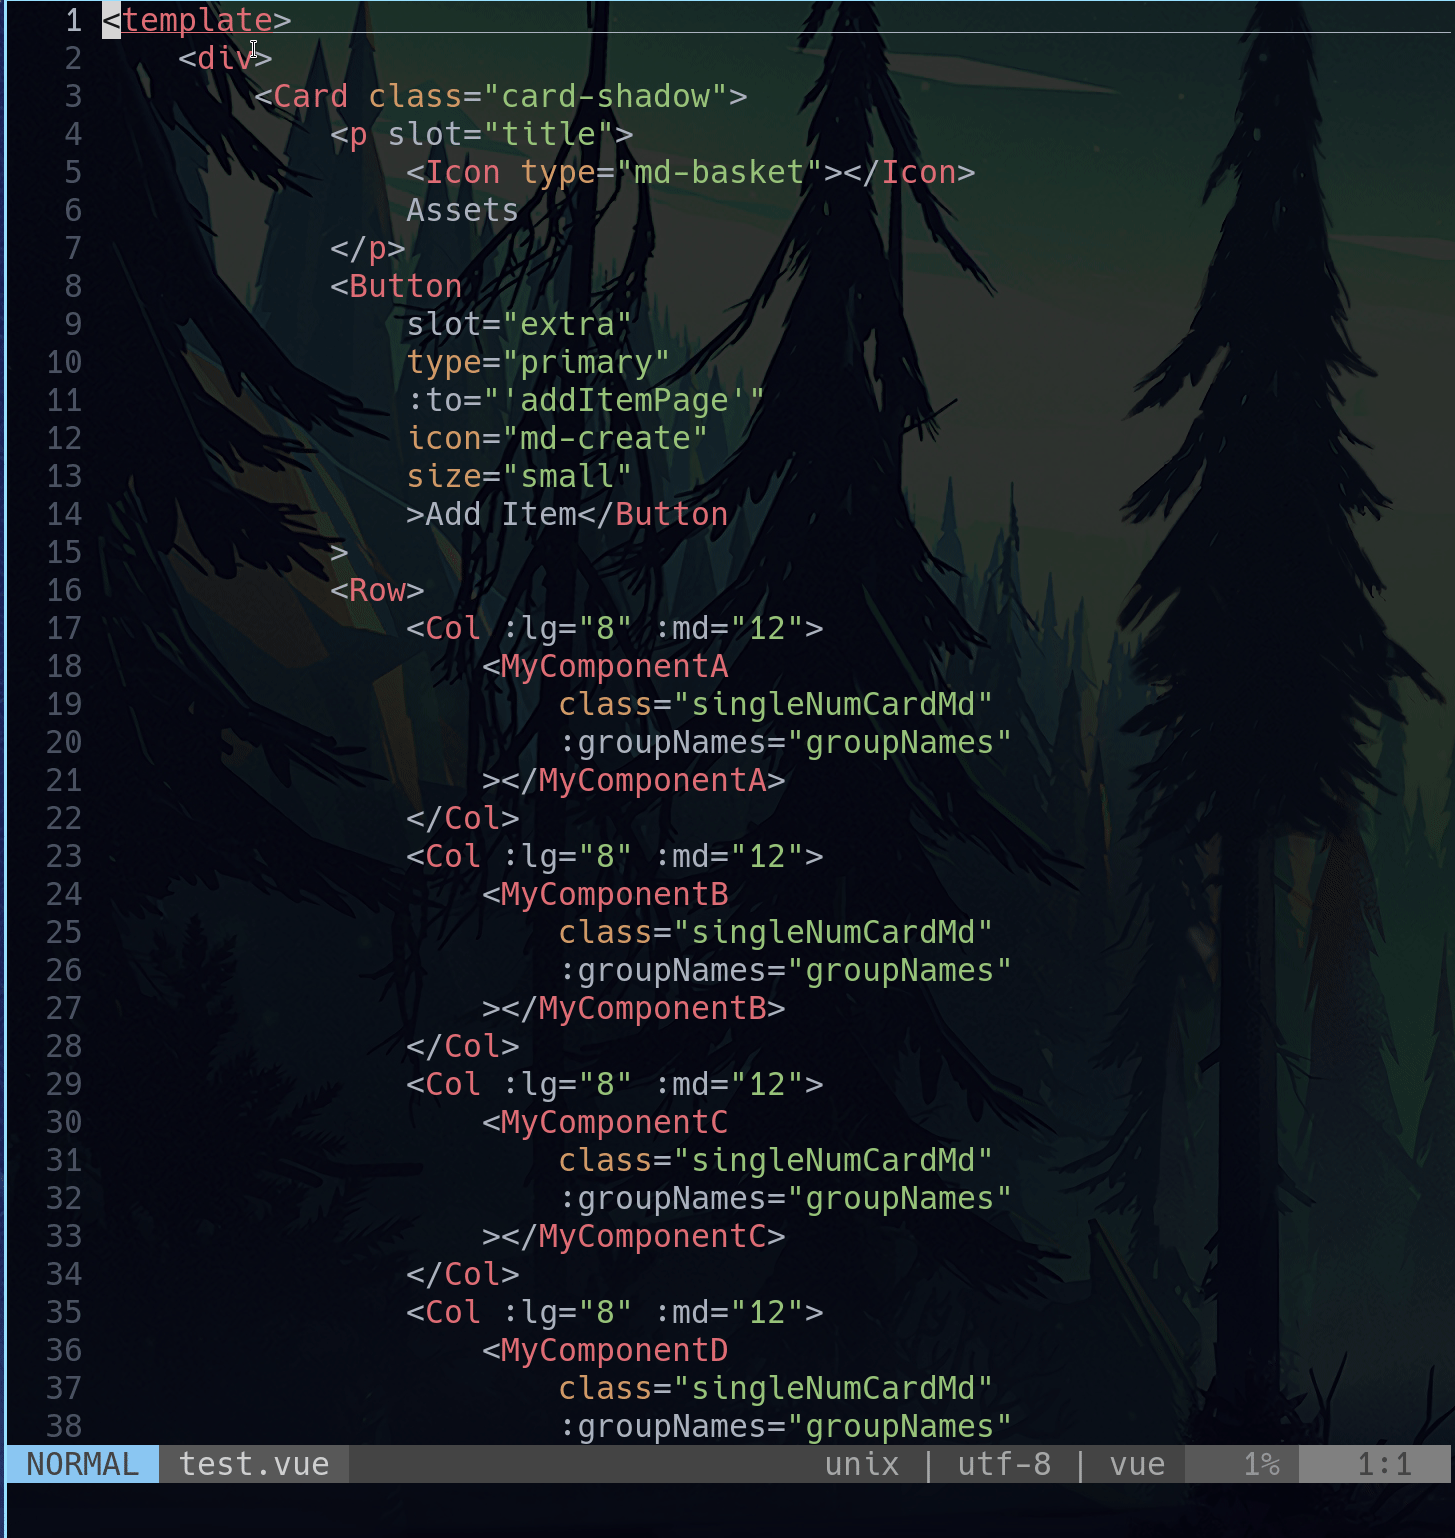 1 <template>
2     <div>
3         <Card class="card-shadow">
4             <p slot="title">
5                 <Icon type="md-basket"></Icon>
6                 Assets
7             </p>
8             <Button
9                 slot="extra"
10                 type="primary"
11                 :to="'addItemPage'"
12                 icon="md-create"
13                 size="small"
14                 >Add Item</Button
15             >
16             <Row>
17                 <Col :lg="8" :md="12">
18                     <MyComponentA
19                         class="singleNumCardMd"
20                         :groupNames="groupNames"
21                     ></MyComponentA>
22                 </Col>
23                 <Col :lg="8" :md="12">
24                     <MyComponentB
25                         class="singleNumCardMd"
26                         :groupNames="groupNames"
27                     ></MyComponentB>
28                 </Col>
29                 <Col :lg="8" :md="12">
30                     <MyComponentC
31                         class="singleNumCardMd"
32                         :groupNames="groupNames"
33                     ></MyComponentC>
34                 </Col>
35                 <Col :lg="8" :md="12">
36                     <MyComponentD
37                         class="singleNumCardMd"
38                         :groupNames="groupNames"
NORMAL test.vue unix | utf-8 | vue 1% 1:1